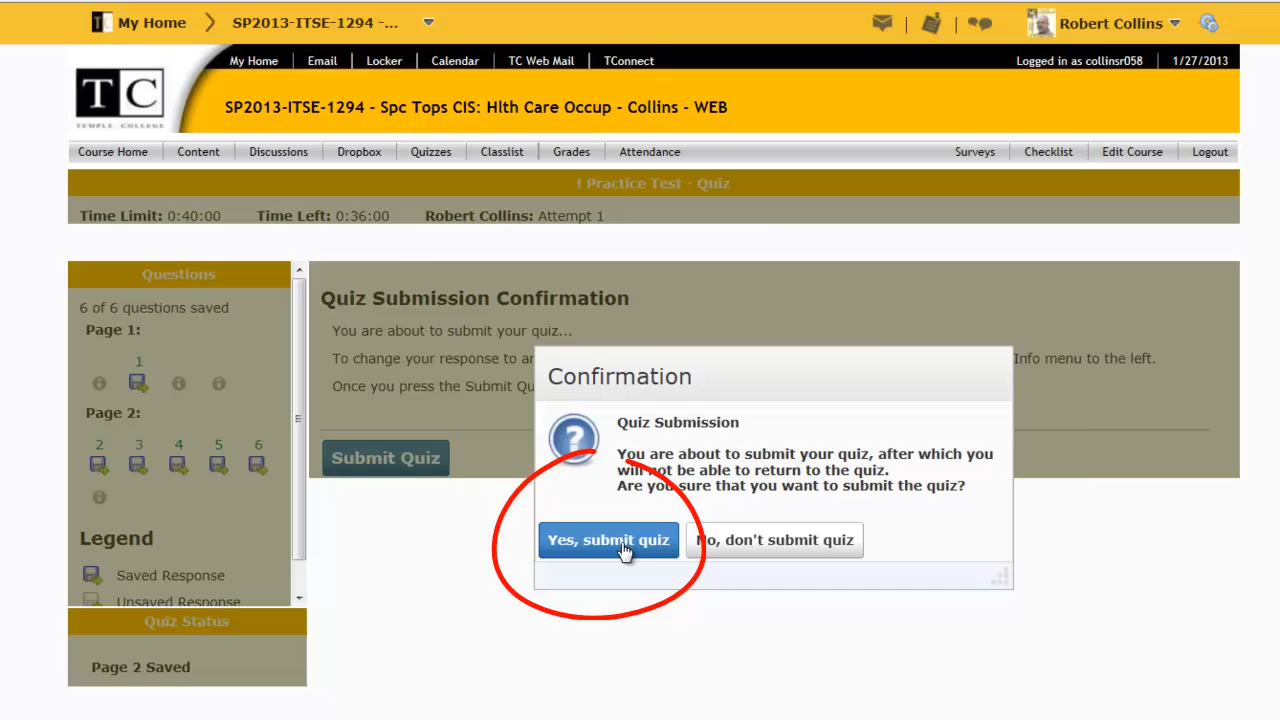 My Home
SP2013-ITSE-1294 -...
Robert Collins
My Home Email Locker Calendar TC Web Mail TConnect
Logged in as collinsr058 1/27/2013
TC
TEMPLE COLLEGE
SP2013-ITSE-1294 - Spc Tops CIS: Hlth Care Occup - Collins - WEB
Course Home Content Discussions Dropbox Quizzes Classlist Grades Attendance
Surveys Checklist Edit Course Logout
! Practice Test - Quiz
Time Limit: 0:40:00 Time Left: 0:36:00 Robert Collins: Attempt 1
Questions
6 of 6 questions saved
Page 1:
1
Page 2:
2 3 4 5 6
Legend
Saved Response
Unsaved Response
Quiz Status
Page 2 Saved
Quiz Submission Confirmation
You are about to submit your quiz...
To change your response to Info menu to the left.
Once you press the Submit
Submit Quiz
Confirmation
Quiz Submission
You are about to submit your quiz, after which you
will not be able to return to the quiz.
Are you sure that you want to submit the quiz?
Yes, submit quiz
No, don't submit quiz